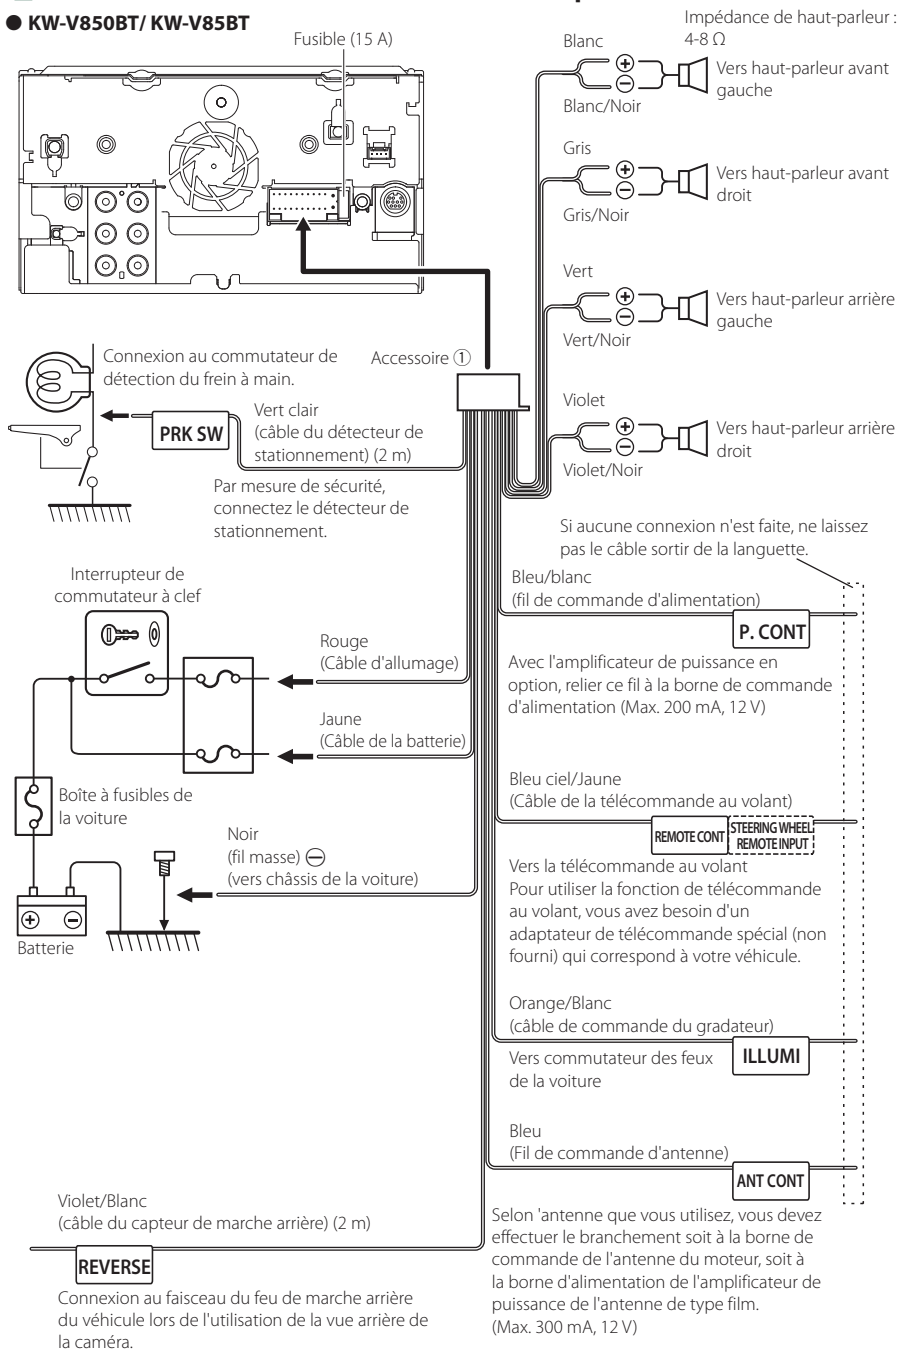 ● KW-V850BT/ KW-V85BT
Fusible (15 A)
Impédance de haut-parleur :
4-8 Ω
Blanc
Blanc/Noir
Vers haut-parleur avant
gauche
Gris
Gris/Noir
Vers haut-parleur avant
droit
Vert
Vert/Noir
Vers haut-parleur arrière
gauche
Violet
Violet/Noir
Vers haut-parleur arrière
droit
Accessoire ①
Connexion au commutateur de
détection du frein à main.
PRK SW
Vert clair
(câble du détecteur de
stationnement) (2 m)
Par mesure de sécurité,
connectez le détecteur de
stationnement.
Si aucune connexion n'est faite, ne laissez
pas le câble sortir de la languette.
Interrupteur de
commutateur à clef
Rouge
(Câble d'allumage)
Jaune
(Câble de la batterie)
Boîte à fusibles de
la voiture
Noir
(fil masse) ⊖
(vers châssis de la voiture)
⊕ ⊖
Batterie
Bleu/blanc
(fil de commande d'alimentation)
P. CONT
Avec l'amplificateur de puissance en
option, relier ce fil à la borne de commande
d'alimentation (Max. 200 mA, 12 V)
Bleu ciel/Jaune
(Câble de la télécommande au volant)
REMOTE CONT
STEERING WHEEL
REMOTE INPUT
Vers la télécommande au volant
Pour utiliser la fonction de télécommande
au volant, vous avez besoin d'un
adaptateur de télécommande spécial (non
fourni) qui correspond à votre véhicule.
Orange/Blanc
(câble de commande du gradateur)
ILLUMI
Vers commutateur des feux
de la voiture
Bleu
(Fil de commande d'antenne)
ANT CONT
Selon 'antenne que vous utilisez, vous devez
effectuer le branchement soit à la borne de
commande de l'antenne du moteur, soit à
la borne d'alimentation de l'amplificateur de
puissance de l'antenne de type film.
(Max. 300 mA, 12 V)
Violet/Blanc
(câble du capteur de marche arrière) (2 m)
REVERSE
Connexion au faisceau du feu de marche arrière
du véhicule lors de l'utilisation de la vue arrière de
la caméra.